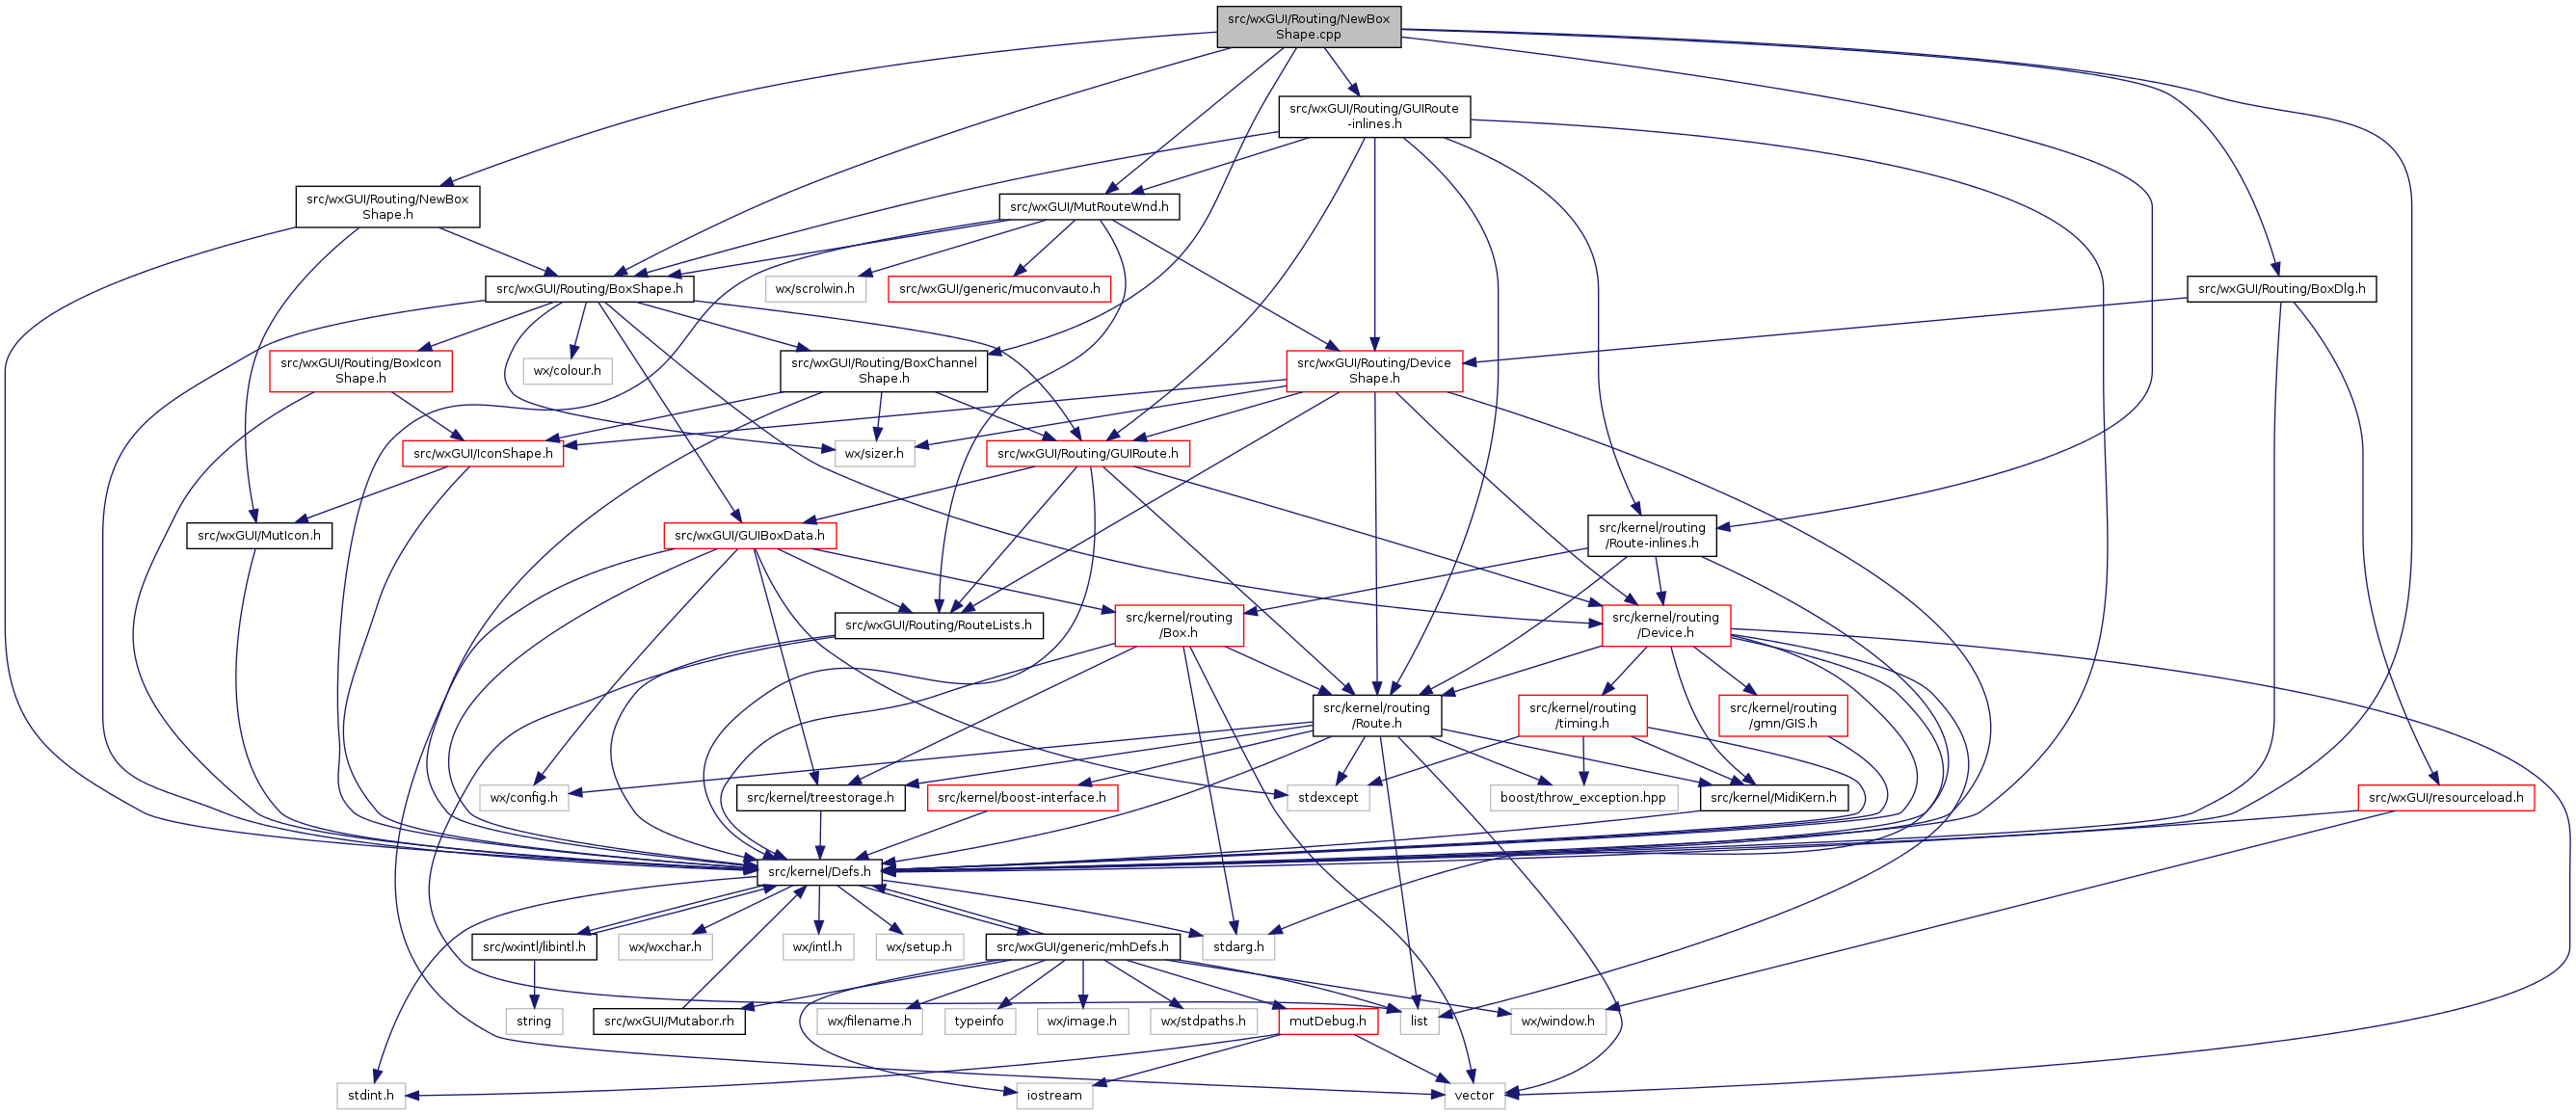 src/wxGUI/Routing/NewBox
Shape.cpp
src/wxGUI/Routing/GUIRoute
-inlines.h
src/wxGUI/Routing/NewBox
Shape.h
src/wxGUI/MutRouteWnd.h
src/wxGUI/Routing/BoxShape.h
wx/scrolwin.h
src/wxGUI/generic/muconvauto.h
src/wxGUI/Routing/BoxDlg.h
src/wxGUI/Routing/BoxIcon
Shape.h
wx/colour.h
src/wxGUI/Routing/BoxChannel
Shape.h
src/wxGUI/Routing/Device
Shape.h
src/wxGUI/IconShape.h
wx/sizer.h
src/wxGUI/Routing/GUIRoute.h
src/wxGUI/MutIcon.h
src/wxGUI/GUIBoxData.h
src/kernel/routing
/Route-inlines.h
src/wxGUI/Routing/RouteLists.h
src/kernel/routing
/Box.h
src/kernel/routing
/Device.h
src/kernel/routing
/Route.h
src/kernel/routing
/timing.h
src/kernel/routing
/gmn/GIS.h
wx/config.h
src/kernel/treestorage.h
src/kernel/boost-interface.h
stdexcept
boost/throw_exception.hpp
src/kernel/MidiKern.h
src/wxGUI/resourceload.h
src/kernel/Defs.h
src/wxintl/libintl.h
wx/wxchar.h
wx/intl.h
wx/setup.h
src/wxGUI/generic/mhDefs.h
stdarg.h
string
src/wxGUI/Mutabor.rh
wx/filename.h
typeinfo
wx/image.h
wx/stdpaths.h
mutDebug.h
list
wx/window.h
stdint.h
iostream
vector